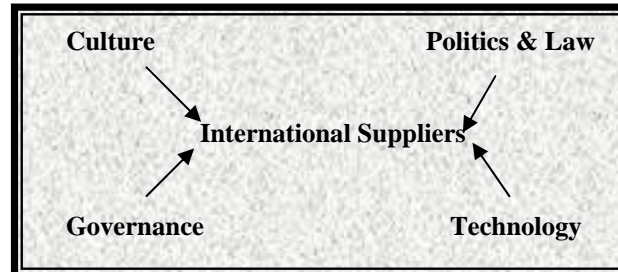 Culture Politics & Law
International Suppliers
Governance Technology